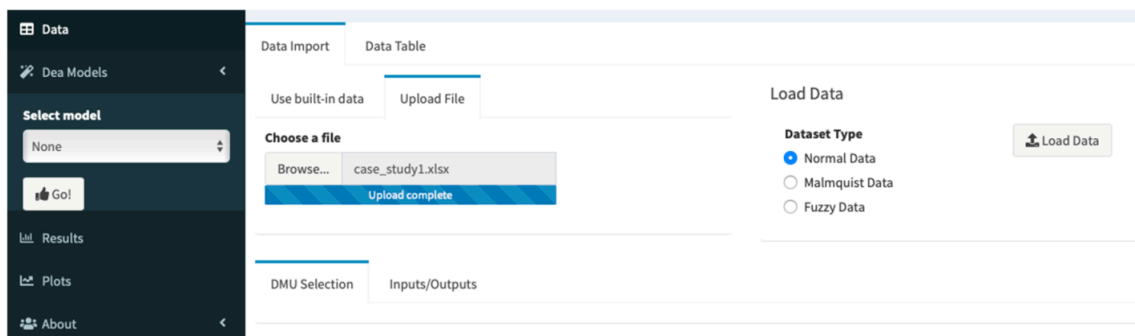 Data
Dea Models
Select model
None
Go!
Results
Plots
About
Data Import Data Table
Use built-in data Upload File
Choose a file
Browse... case_study1.xlsx
Upload complete
Load Data
Dataset Type
Normal Data
Malmquist Data
Fuzzy Data
Load Data
DMU Selection Inputs/Outputs